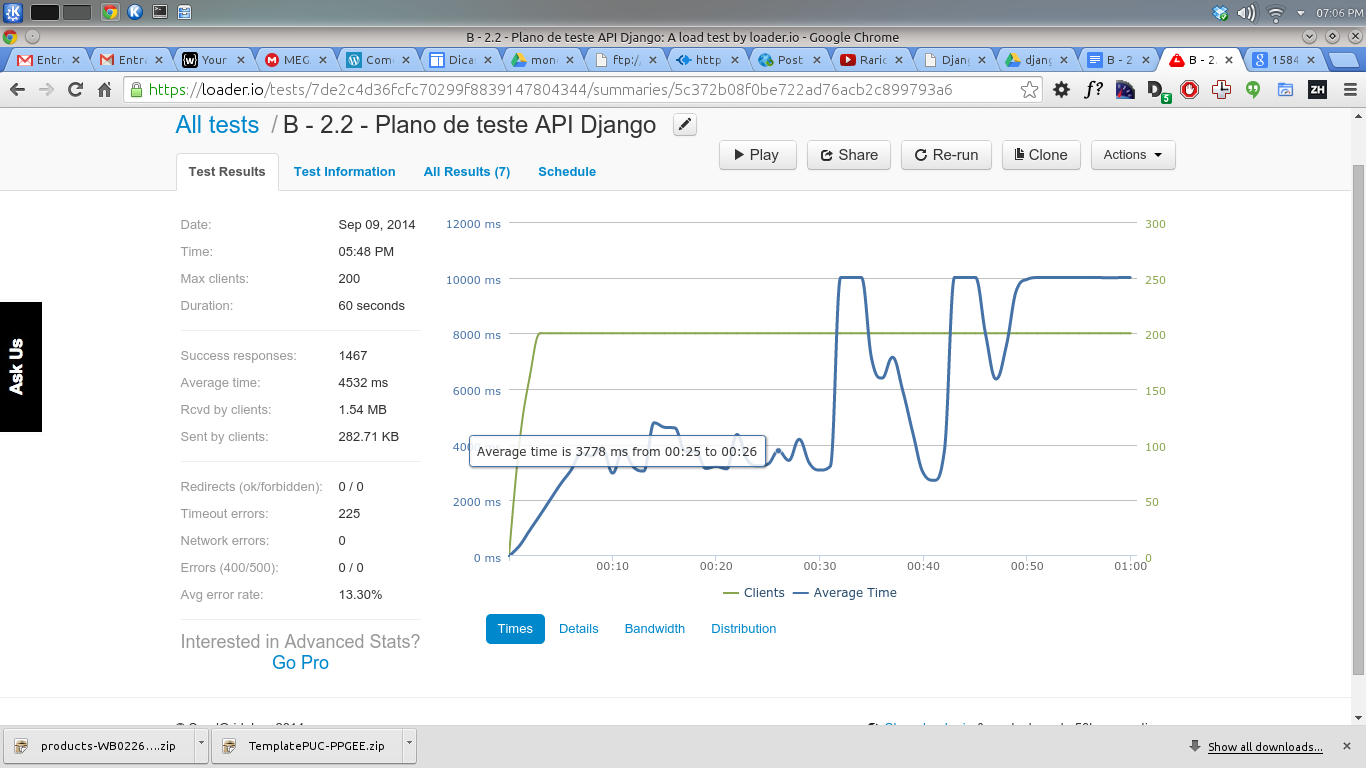 07:06 PM
B - 2.2 - Plano de teste API Django: A load test by loader.io - Google Chrome
Entr Entr Your MEG Com Dica mon ftp:/ http Post Raric Djan djang B - 2 B - 2. 1584
https://loader.io/tests/7de2c4d36fcfc70299f8839147804344/summaries/5c372b08f0be722ad76acb2c899793a6
f? D 5 ZH
All tests / B - 2.2 - Plano de teste API Django
Play Share Re-run Clone Actions
Test Results Test Information All Results (7) Schedule
Date: Sep 09, 2014
Time: 05:48 PM
Max clients: 200
Duration: 60 seconds
Success responses: 1467
Average time: 4532 ms
Rcvd by clients: 1.54 MB
Sent by clients: 282.71 KB
Redirects (ok/forbidden): 0 / 0
Timeout errors: 225
Network errors: 0
Errors (400/500): 0 / 0
Avg error rate: 13.30%
Interested in Advanced Stats?
Go Pro
Ask Us
12000 ms 300
10000 ms 250
8000 ms 200
6000 ms 150
100
Average time is 3778 ms from 00:25 to 00:26
2000 ms 50
0 ms 0
00:10 00:20 00:30 00:40 00:50 01:00
Clients Average Time
Times Details Bandwidth Distribution
products-WB0226....zip TemplatePUC-PPGEE.zip Show all downloads...